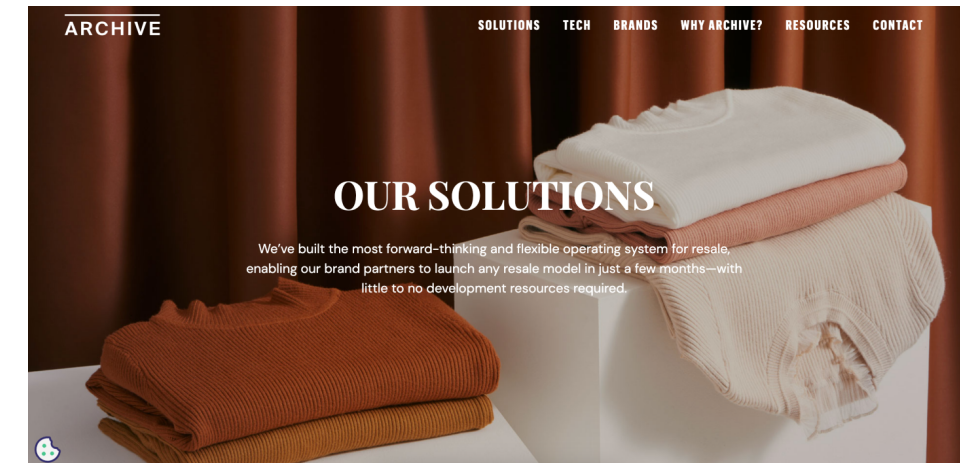 ARCHIVE
SOLUTIONS TECH BRANDS WHY ARCHIVE? RESOURCES CONTACT
OUR SOLUTIONS
We've built the most forward-thinking and flexible operating system for resale,
enabling our brand partners to launch any resale model in just a few months—with
little to no development resources required.